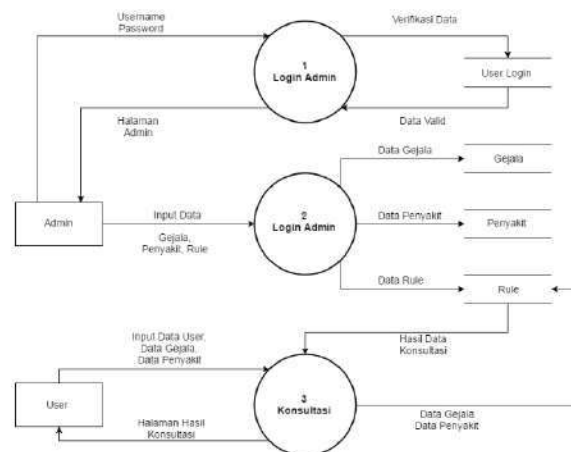 Username
Password
Verifikasi Data
1
Login Admin
User Login
Halaman
Admin
Data Valid
Data Gejala
Gejala
Admin
Input Data
Gejala,
Penyakit, Rule
2
Login Admin
Data Penyakit
Penyakit
Data Rule
Rule
Input Data User,
Data Gejala,
Data Penyakit
Hasil Data
Konsultasi
User
3
Konsultasi
Halaman Hasil
Konsultasi
Data Gejala
Data Penyakit